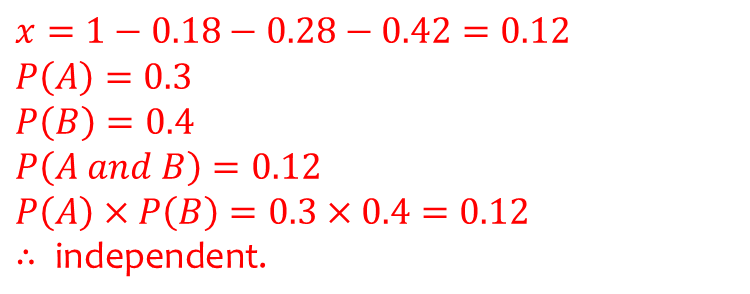 x = 1 − 0.18 − 0.28 − 0.42 = 0.12
P(A) = 0.3
P(B) = 0.4
P(A and B) = 0.12
P(A) × P(B) = 0.3 × 0.4 = 0.12
∴ independent.